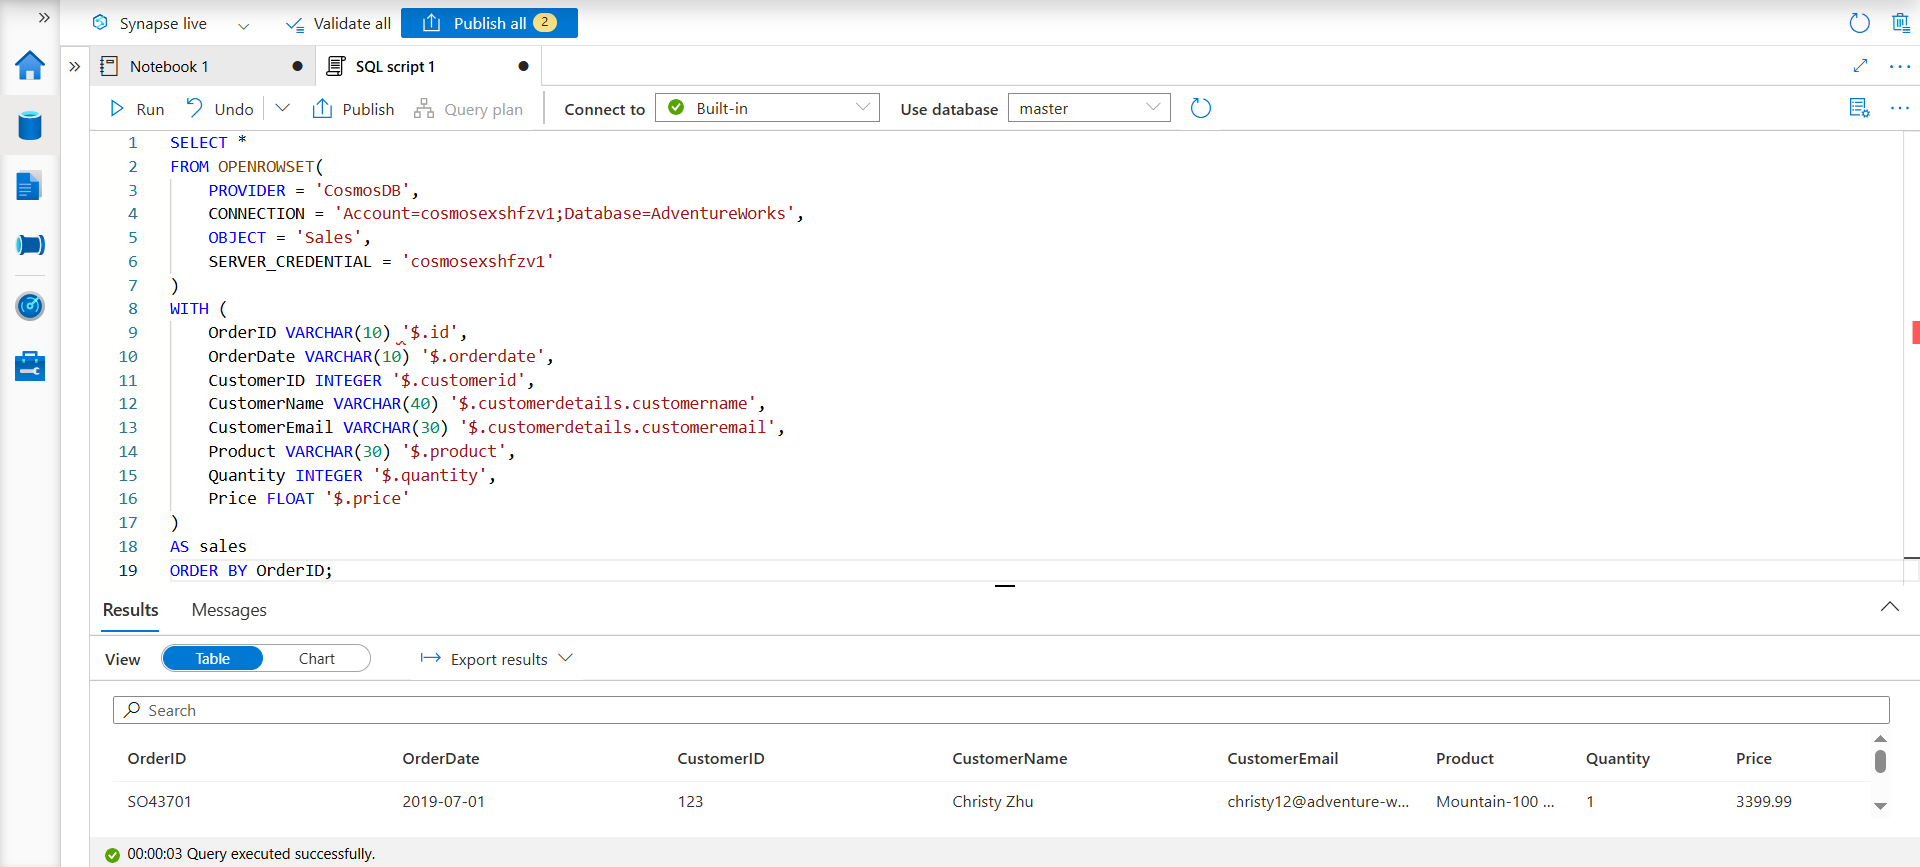 Synapse live
Validate all
Publish all 2
Notebook 1
SQL script 1
Run
Undo
Publish
Query plan
Connect to
Built-in
Use database
master
1 SELECT *
2 FROM OPENROWSET(
3 PROVIDER = 'CosmosDB',
4 CONNECTION = 'Account=cosmosexshfzv1;Database=AdventureWorks',
5 OBJECT = 'Sales',
6 SERVER_CREDENTIAL = 'cosmosexshfzv1'
7 )
8 WITH (
9 OrderID VARCHAR(10) '$.id',
10 OrderDate VARCHAR(10) '$.orderdate',
11 CustomerID INTEGER '$.customerid',
12 CustomerName VARCHAR(40) '$.customerdetails.customername',
13 CustomerEmail VARCHAR(30) '$.customerdetails.customeremail',
14 Product VARCHAR(30) '$.product',
15 Quantity INTEGER '$.quantity',
16 Price FLOAT '$.price'
17 )
18 AS sales
19 ORDER BY OrderID;
Results Messages
View Table Chart Export results
Search
OrderID OrderDate CustomerID CustomerName CustomerEmail Product Quantity Price
SO43701 2019-07-01 123 Christy Zhu christy12@adventure-w... Mountain-100 ... 1 3399.99
00:00:03 Query executed successfully.